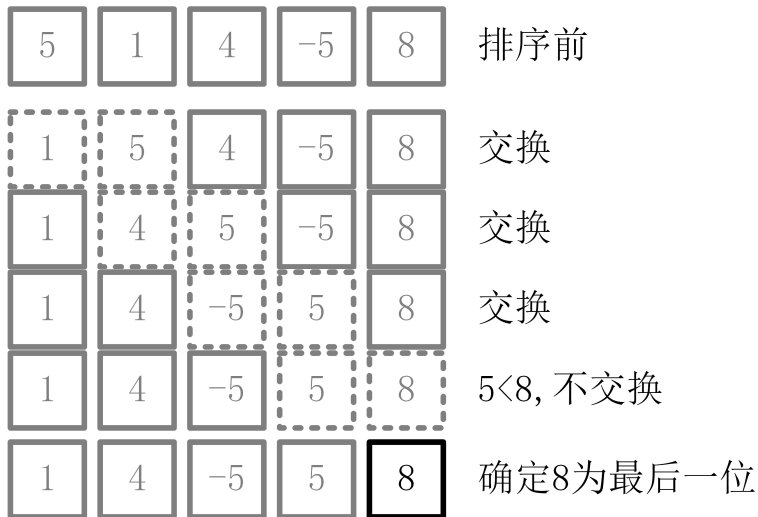 5 1 4 -5 8 排序前
1 5 4 -5 8 交换
1 4 5 -5 8 交换
1 4 -5 5 8 交换
1 4 -5 5 8 5<8,不交换
1 4 -5 5 8 确定8为最后一位